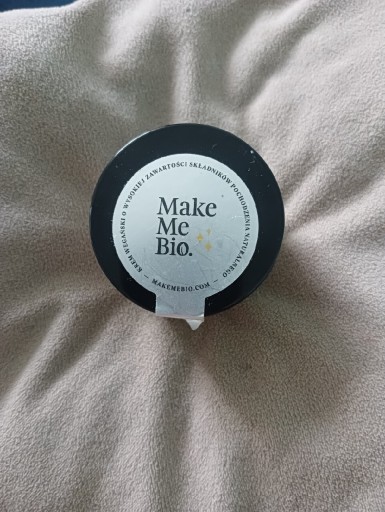 Make
Me
Bio.
KREM WEGAŃSKI O WYSOKIEJ ZAWARTOŚCI SKŁADNIKÓW POCHODZENIA NATURALNEGO
— MAKEMEBIO.COM —